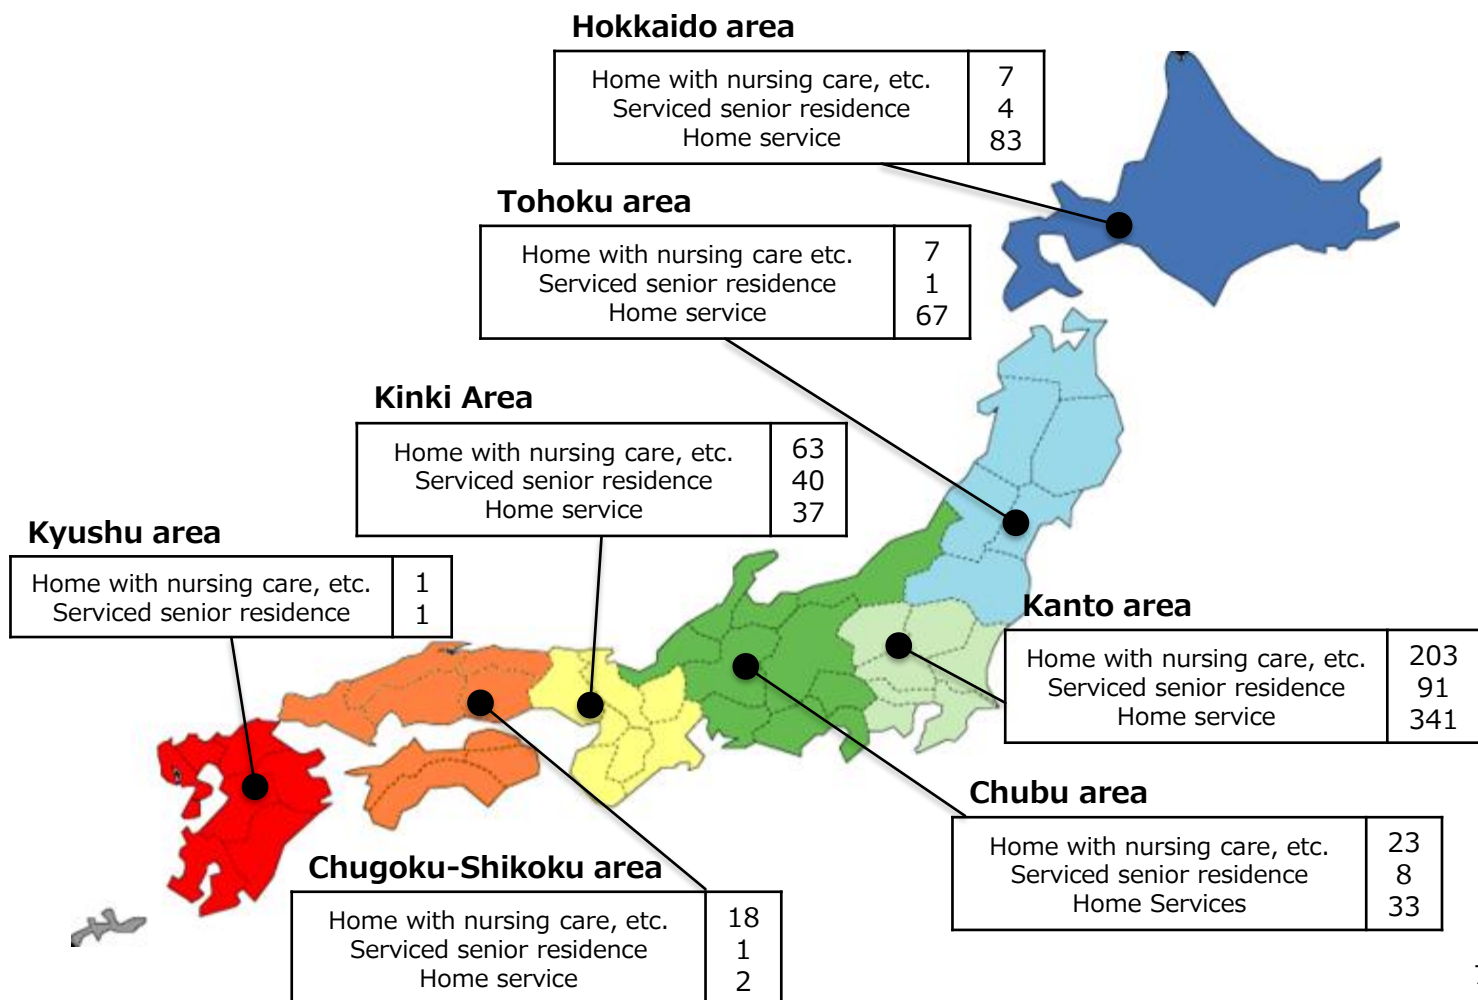 Hokkaido area
Home with nursing care, etc. 7
Serviced senior residence 4
Home service 83
Tohoku area
Home with nursing care etc. 7
Serviced senior residence 1
Home service 67
Kinki Area
Home with nursing care, etc. 63
Serviced senior residence 40
Home service 37
Kyushu area
Home with nursing care, etc. 1
Serviced senior residence 1
Kanto area
Home with nursing care, etc. 203
Serviced senior residence 91
Home service 341
Chubu area
Home with nursing care, etc. 23
Serviced senior residence 8
Home Services 33
Chugoku-Shikoku area
Home with nursing care, etc. 18
Serviced senior residence 1
Home service 2